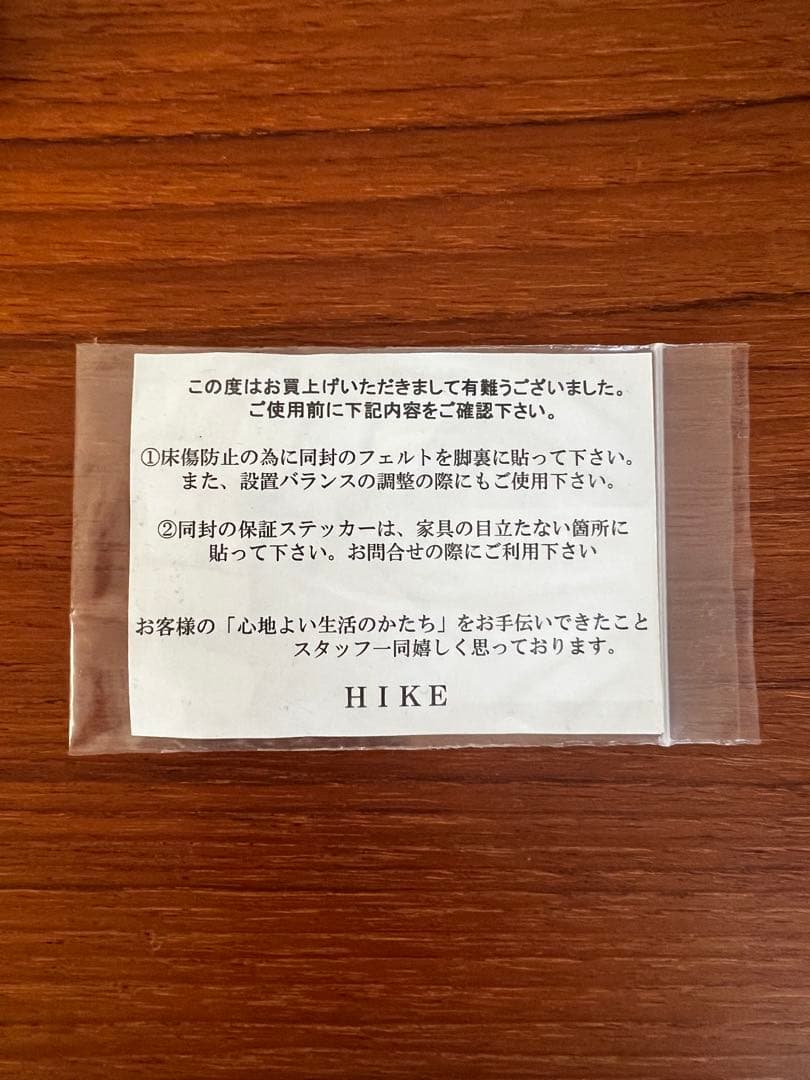 この度はお買上げいただきまして有難うございました。
ご使用前に下記内容をご確認下さい。
①床傷防止の為に同封のフェルトを脚裏に貼って下さい。
また、設置バランスの調整の際にもご使用下さい。
②同封の保証ステッカーは、家具の目立たない箇所に
貼って下さい。お問合せの際にご利用下さい
お客様の「心地よい生活のかたち」をお手伝いできたこと
スタッフ一同嬉しく思っております。
ＨＩＫＥ